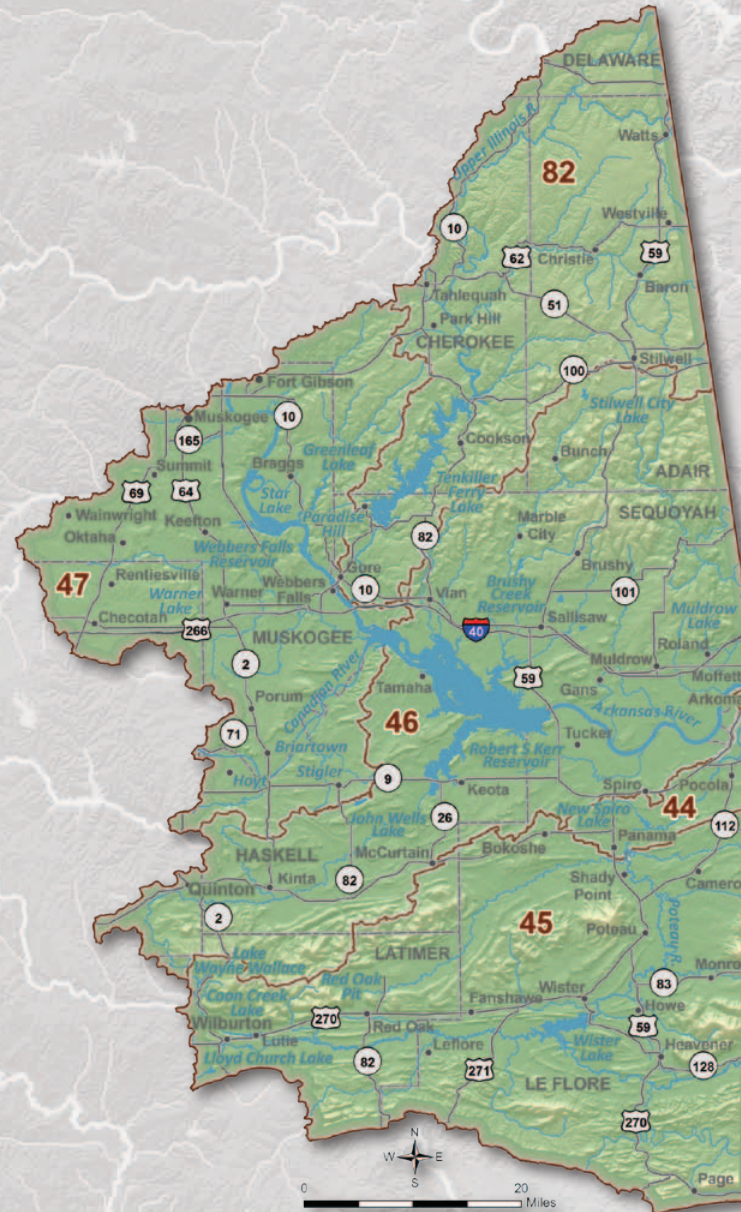 DELAWARE
Upper Illinois R.
Watts
82
Westville
10
62
Christie
59
Baron
Tahlequah
51
Park Hill
CHEROKEE
Stilwell
100
Fort Gibson
Stilwell City
Lake
Muskogee
10
165
Greenleaf
Lake
Cookson
Bunch
Braggs
Summit
ADAIR
69
64
Star
Lake
Tenkiller
Ferry
Lake
SEQUOYAH
Wainwright
Keefton
Paradise
Hill
Marble
City
Oktaha
82
Webbers Falls
Reservoir
Brushy
47
Rentiesville
Gore
10
Warner
Lake
Warner
Webbers
Falls
Vian
Brushy
Creek
Reservoir
101
Muldrow
Lake
Checotah
266
MUSKOGEE
40
Sallisaw
Roland
2
Muldrow
Moffett
59
Gans
Canadian River
Tamaha
Arkansas River
Arkoma
Porum
46
71
Briartown
Robert S Kerr
Reservoir
Tucker
Hoyt
Stigler
9
Keota
Spiro
Pocola
New Spiro
Lake
44
John Wells
Lake
26
112
Panama
HASKELL
McCurtain
Bokoshe
Kinta
82
Quinton
Shady
Point
Camero
2
45
Poteau R.
Poteau
LATIMER
Lake
Wayne Wallace
Monro
Red Oak
Pit
83
Coon Creek
Lake
Wister
Fanshawe
Howe
270
59
Wilburton
Lutie
Red Oak
Wister
Lake
Lloyd Church Lake
Leflore
Heavener
82
271
128
LE FLORE
270
N
W
E
S
Page
0
20
Miles